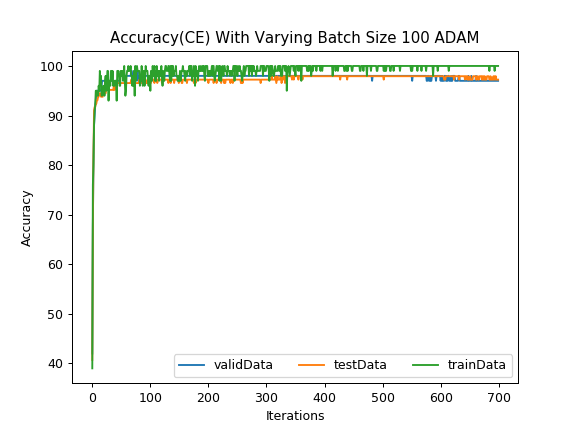 Accuracy(CE) With Varying Batch Size 100 ADAM
100
90
80
70
60
50
40
Accuracy
validData
testData
trainData
0 100 200 300 400 500 600 700
Iterations